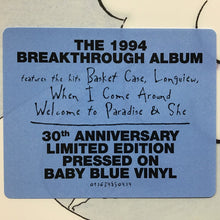 THE 1994
BREAKTHROUGH ALBUM
features the hits Basket Case, Longview,
When I Come Around
Welcome to Paradise & She
30th ANNIVERSARY
LIMITED EDITION
PRESSED ON
BABY BLUE VINYL